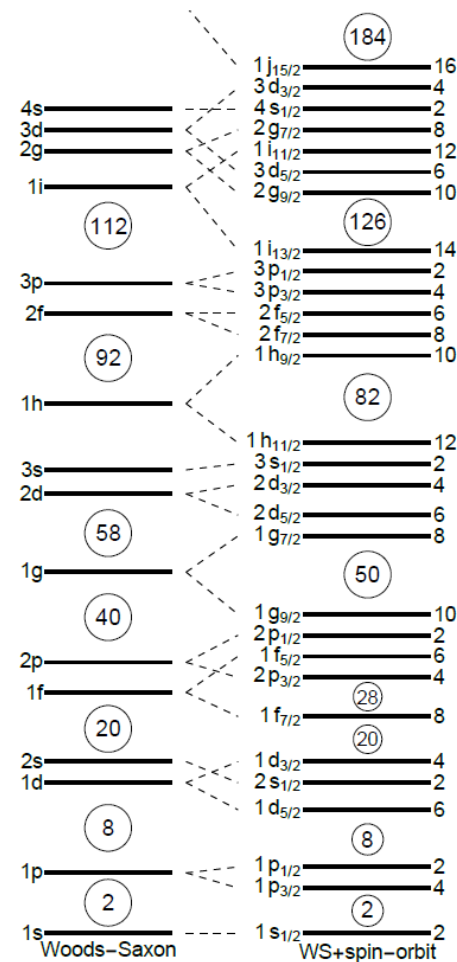 4s
3d
2g
1i
112
3p
2f
92
1h
3s
2d
58
1g
40
2p
1f
20
2s
1d
8
1p
2
1s
Woods–Saxon
184
1j15/2 16
3d3/2 4
4s1/2 2
2g7/2 8
1i11/2 12
3d5/2 6
2g9/2 10
126
1i13/2 14
3p1/2 2
3p3/2 4
2f5/2 6
2f7/2 8
1h9/2 10
82
1h11/2 12
3s1/2 2
2d3/2 4
2d5/2 6
1g7/2 8
50
1g9/2 10
2p1/2 2
1f5/2 6
2p3/2 4
28
1f7/2 8
20
1d3/2 4
2s1/2 2
1d5/2 6
8
1p1/2 2
1p3/2 4
2
1s1/2 2
WS+spin–orbit